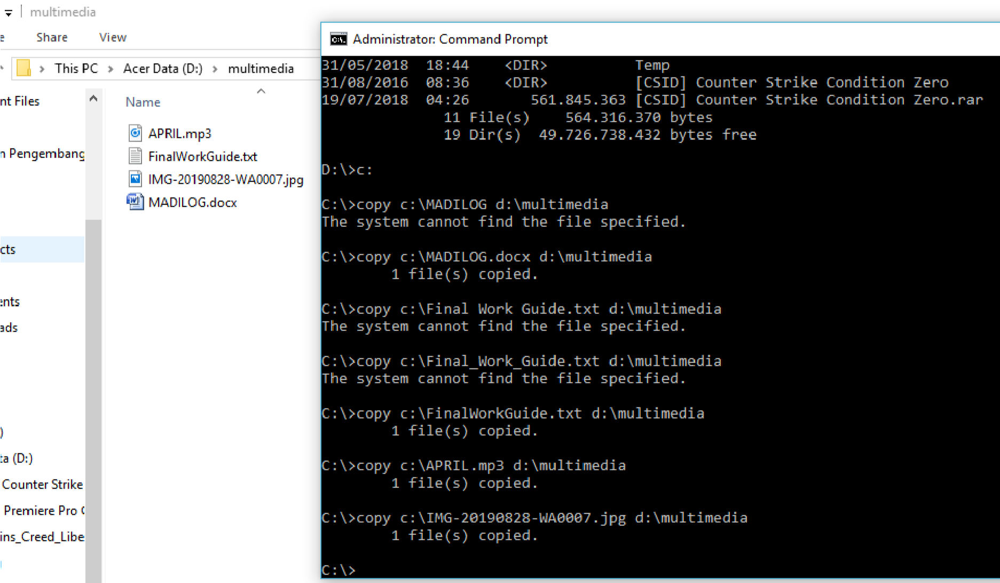 multimedia
Share View
This PC > Acer Data (D:) > multimedia
nt Files
n Pengembang
cts
ents
ads
)
ta (D:)
Counter Strike
Premiere Pro
ins_Creed_Libe
Name
APRIL.mp3
FinalWorkGuide.txt
IMG-20190828-WA0007.jpg
MADILOG.docx
Administrator: Command Prompt
31/05/2018  18:44    <DIR>          Temp
31/08/2016  08:36    <DIR>          [CSID] Counter Strike Condition Zero
19/07/2018  04:26       561.845.363 [CSID] Counter Strike Condition Zero.rar
11 File(s)    564.316.370 bytes
19 Dir(s)  49.726.738.432 bytes free
D:\>c:
C:\>copy c:\MADILOG d:\multimedia
The system cannot find the file specified.
C:\>copy c:\MADILOG.docx d:\multimedia
1 file(s) copied.
C:\>copy c:\Final Work Guide.txt d:\multimedia
The system cannot find the file specified.
C:\>copy c:\Final_Work_Guide.txt d:\multimedia
The system cannot find the file specified.
C:\>copy c:\FinalWorkGuide.txt d:\multimedia
1 file(s) copied.
C:\>copy c:\APRIL.mp3 d:\multimedia
1 file(s) copied.
C:\>copy c:\IMG-20190828-WA0007.jpg d:\multimedia
1 file(s) copied.
C:\>